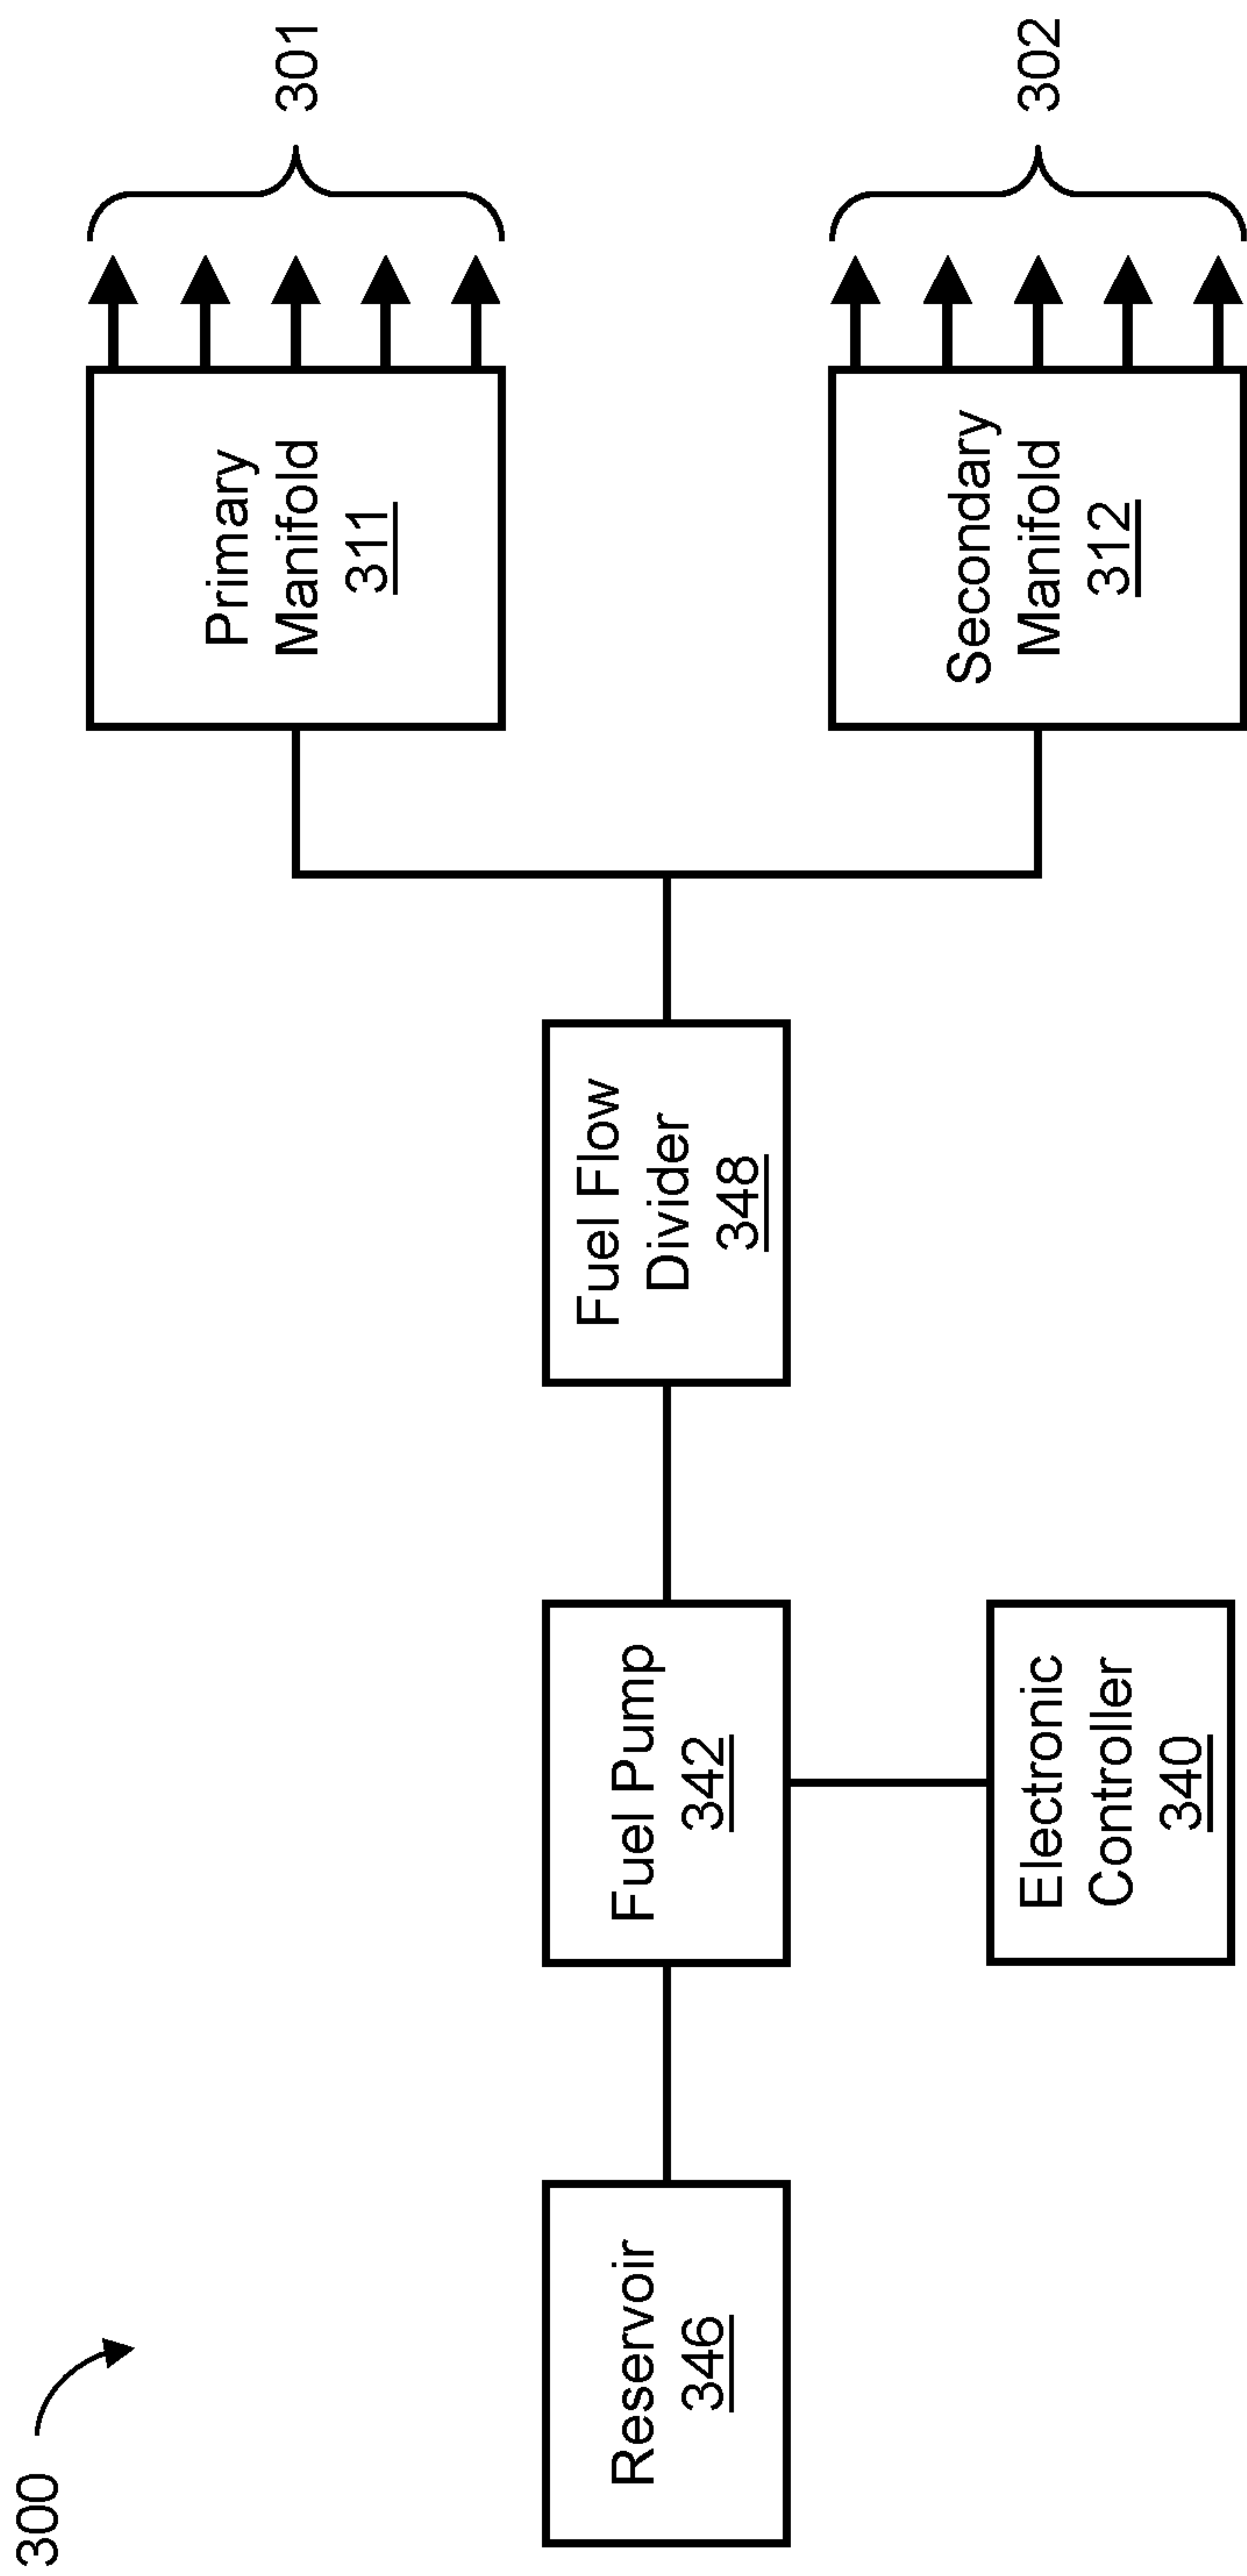 300
Reservoir
346
Fuel Pump
342
Electronic
Controller
340
Fuel Flow
Divider
348
Primary
Manifold
311
301
Secondary
Manifold
312
302